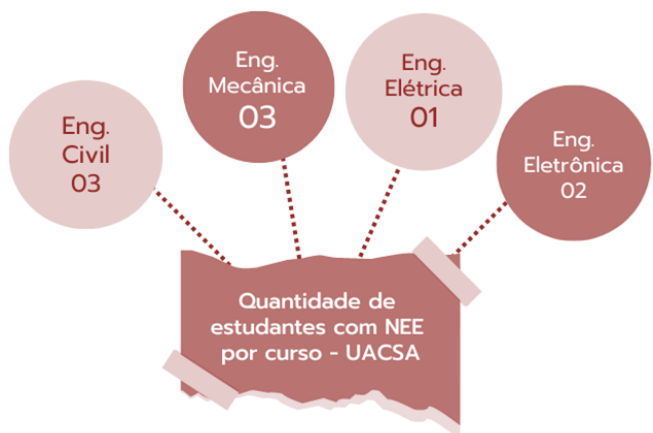 Eng.
Civil
03
Eng.
Mecânica
03
Eng.
Elétrica
01
Eng.
Eletrônica
02
Quantidade de
estudantes com NEE
por curso - UACSA